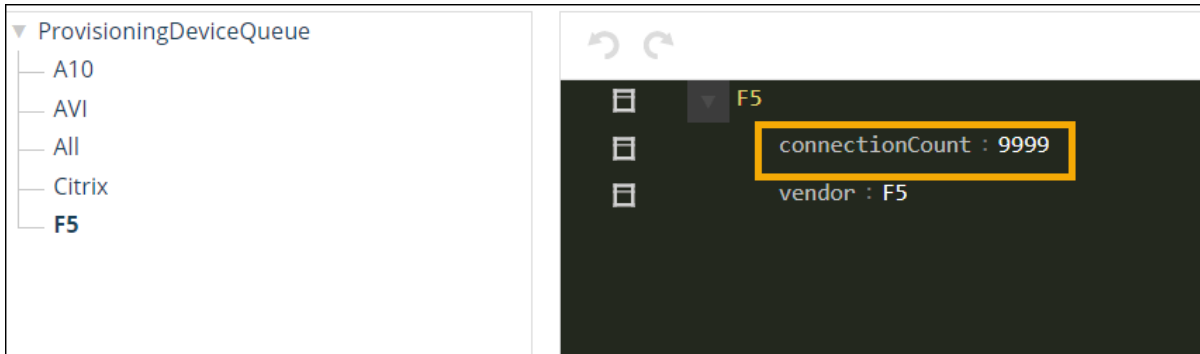 ProvisioningDeviceQueue
A10
AVI
All
Citrix
F5
F5
connectionCount : 9999
vendor : F5